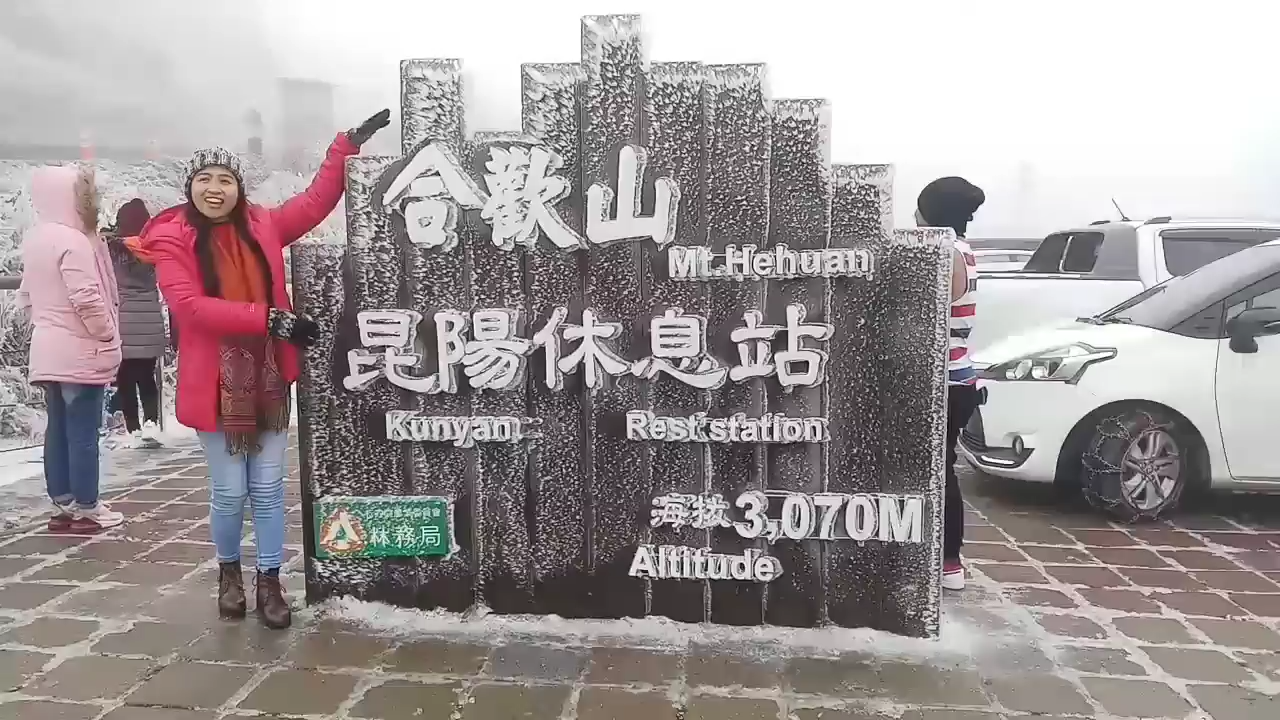 合歡山
Mt.Hehuan
昆陽休息站
Kunyan Rest station
林務局
海拔3,070M
Altitude